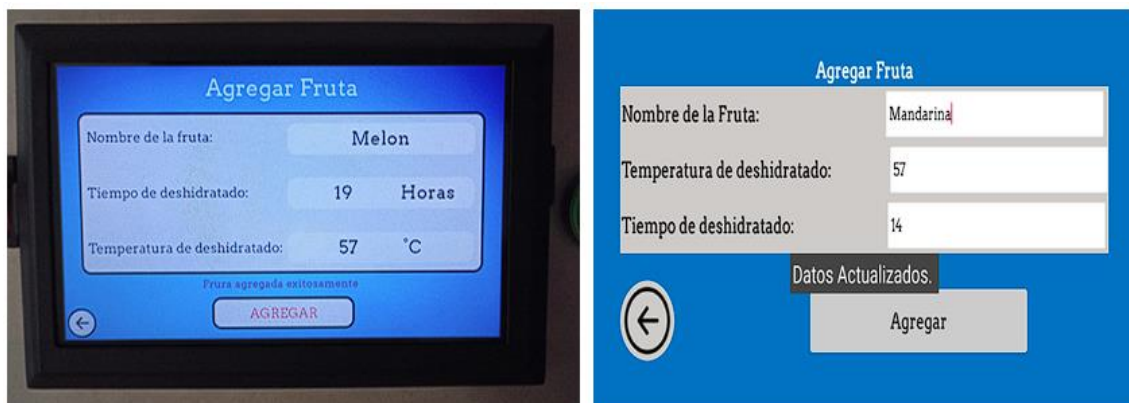 Agregar Fruta
Nombre de la fruta: Melon
Tiempo de deshidratado: 19 Horas
Temperatura de deshidratado: 57 °C
Frura agregada exitosamente
AGREGAR
Agregar Fruta
Nombre de la Fruta: Mandarina
Temperatura de deshidratado: 57
Tiempo de deshidratado: 14
Datos Actualizados.
Agregar